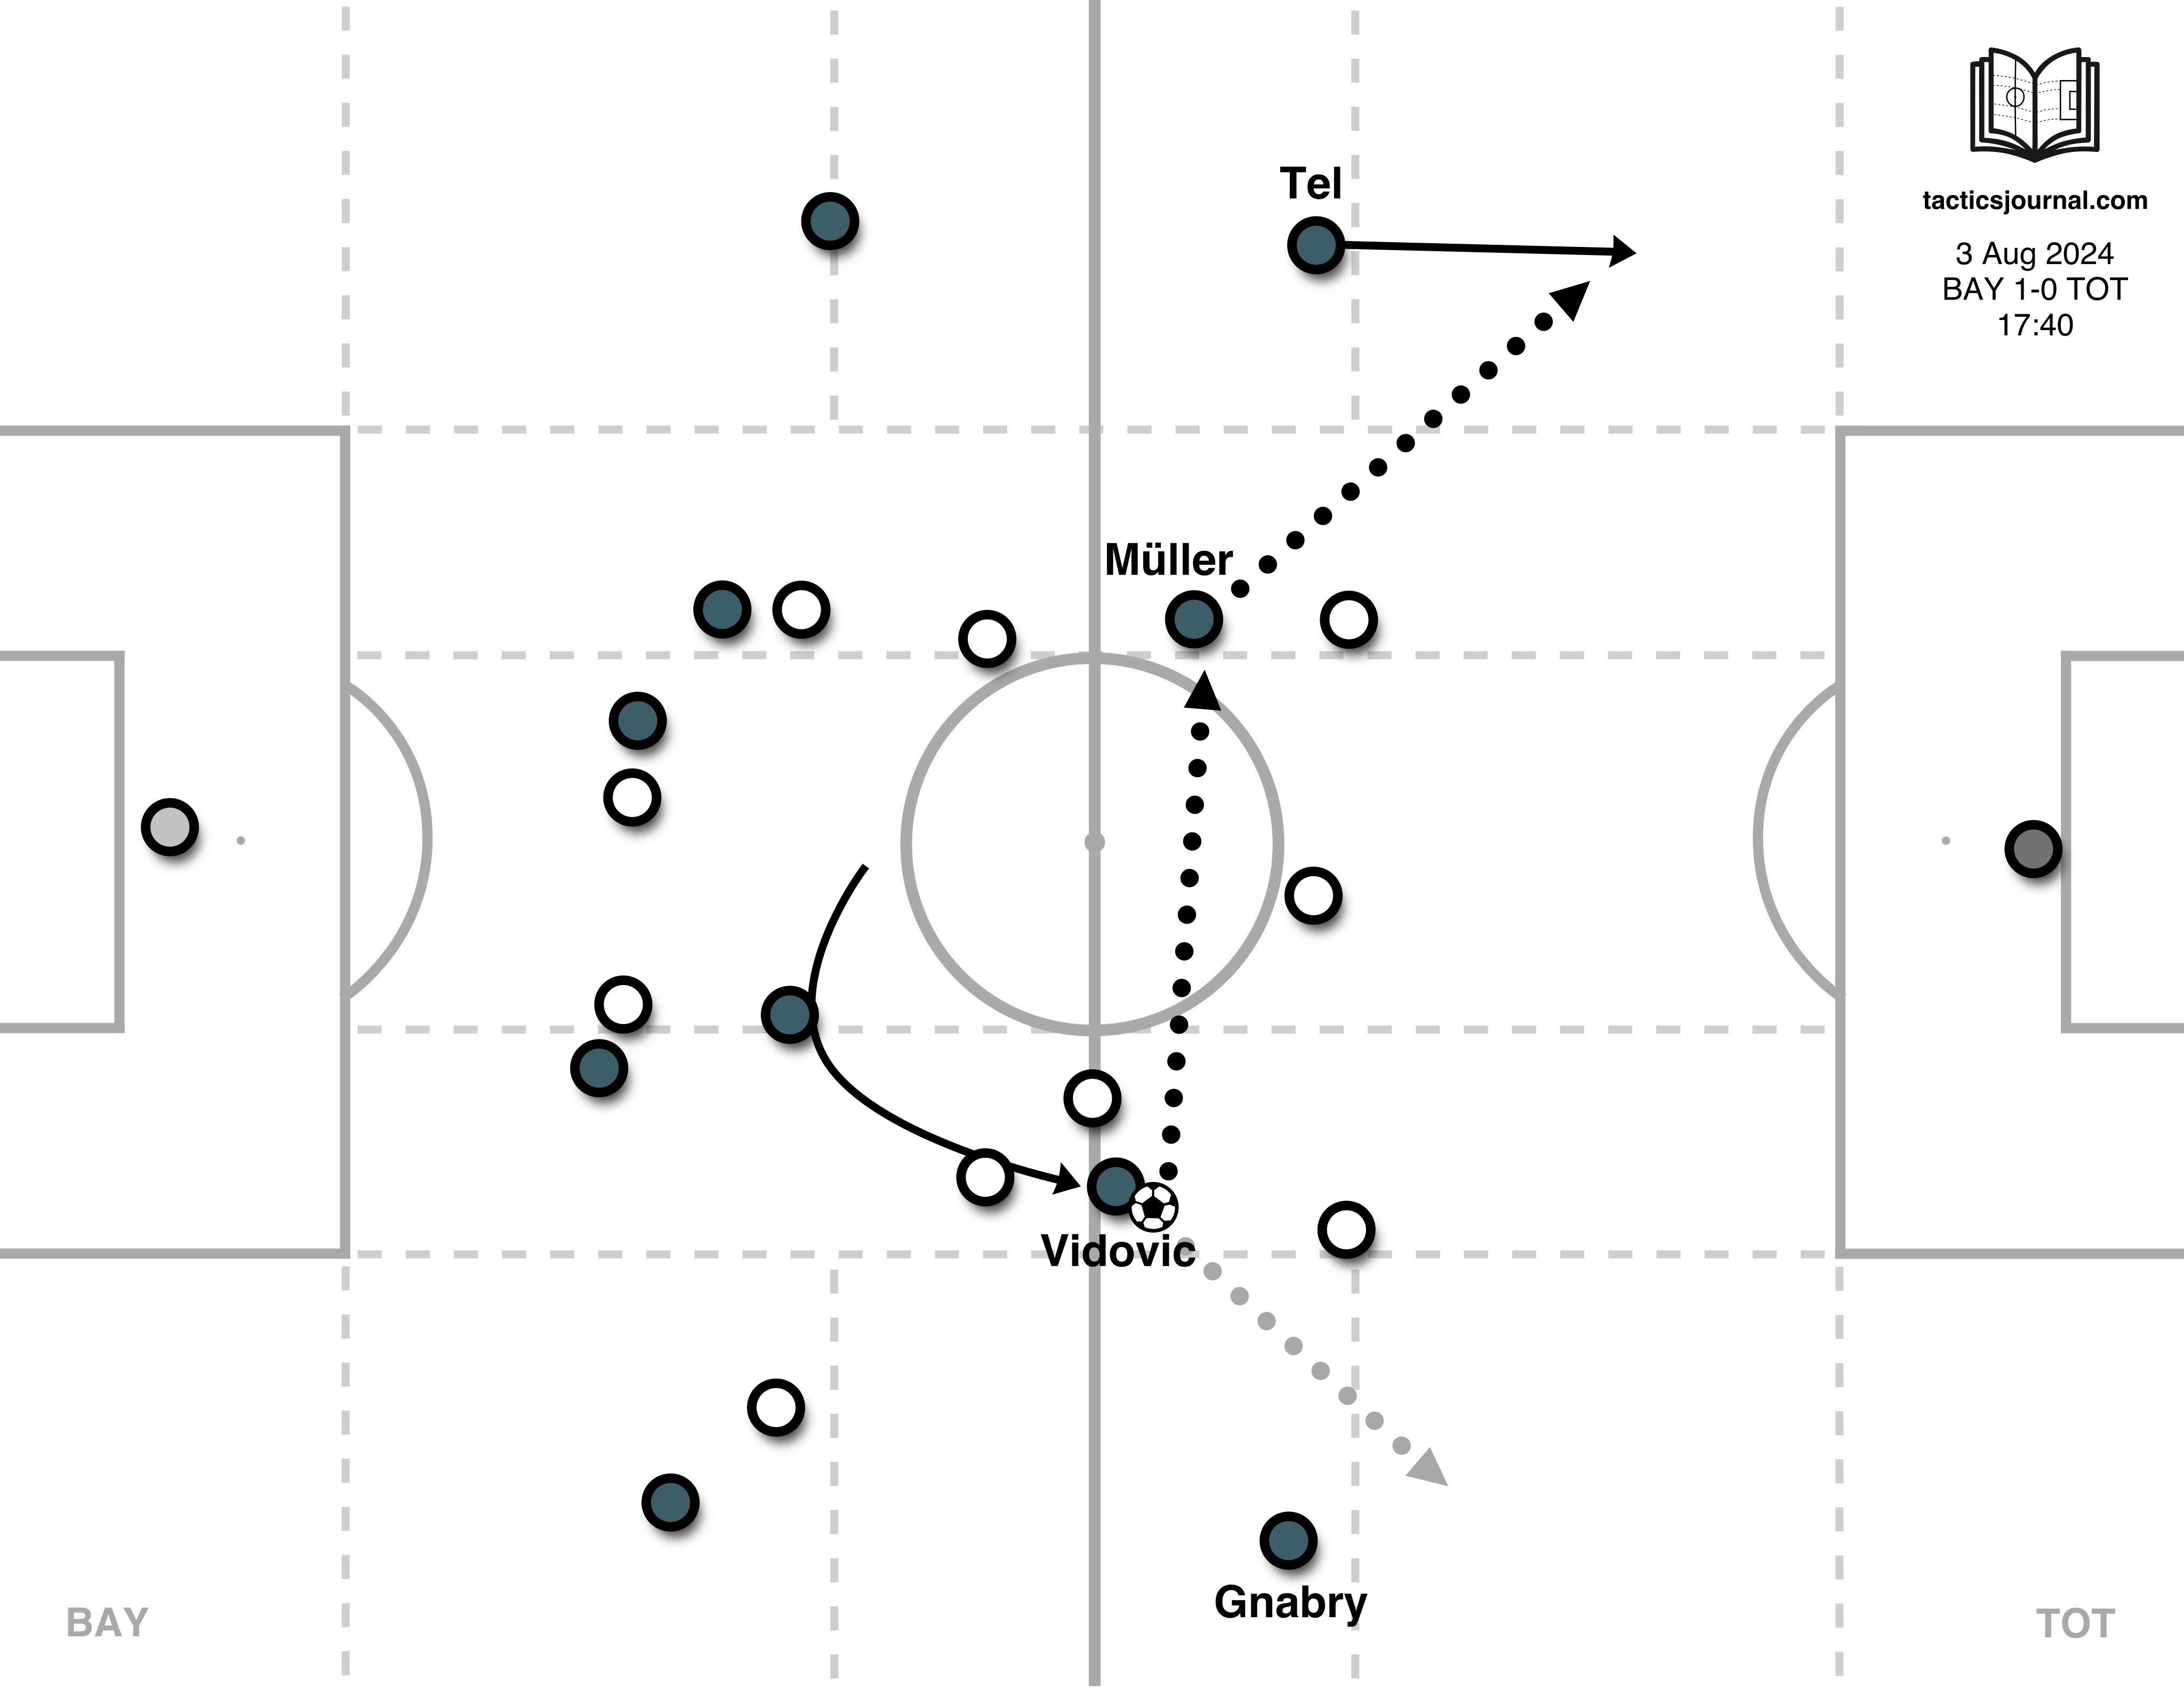 Tel
tacticsjournal.com
3 Aug 2024
BAY 1-0 TOT
17:40
Müller
Vidovic
Gnabry
BAY
TOT